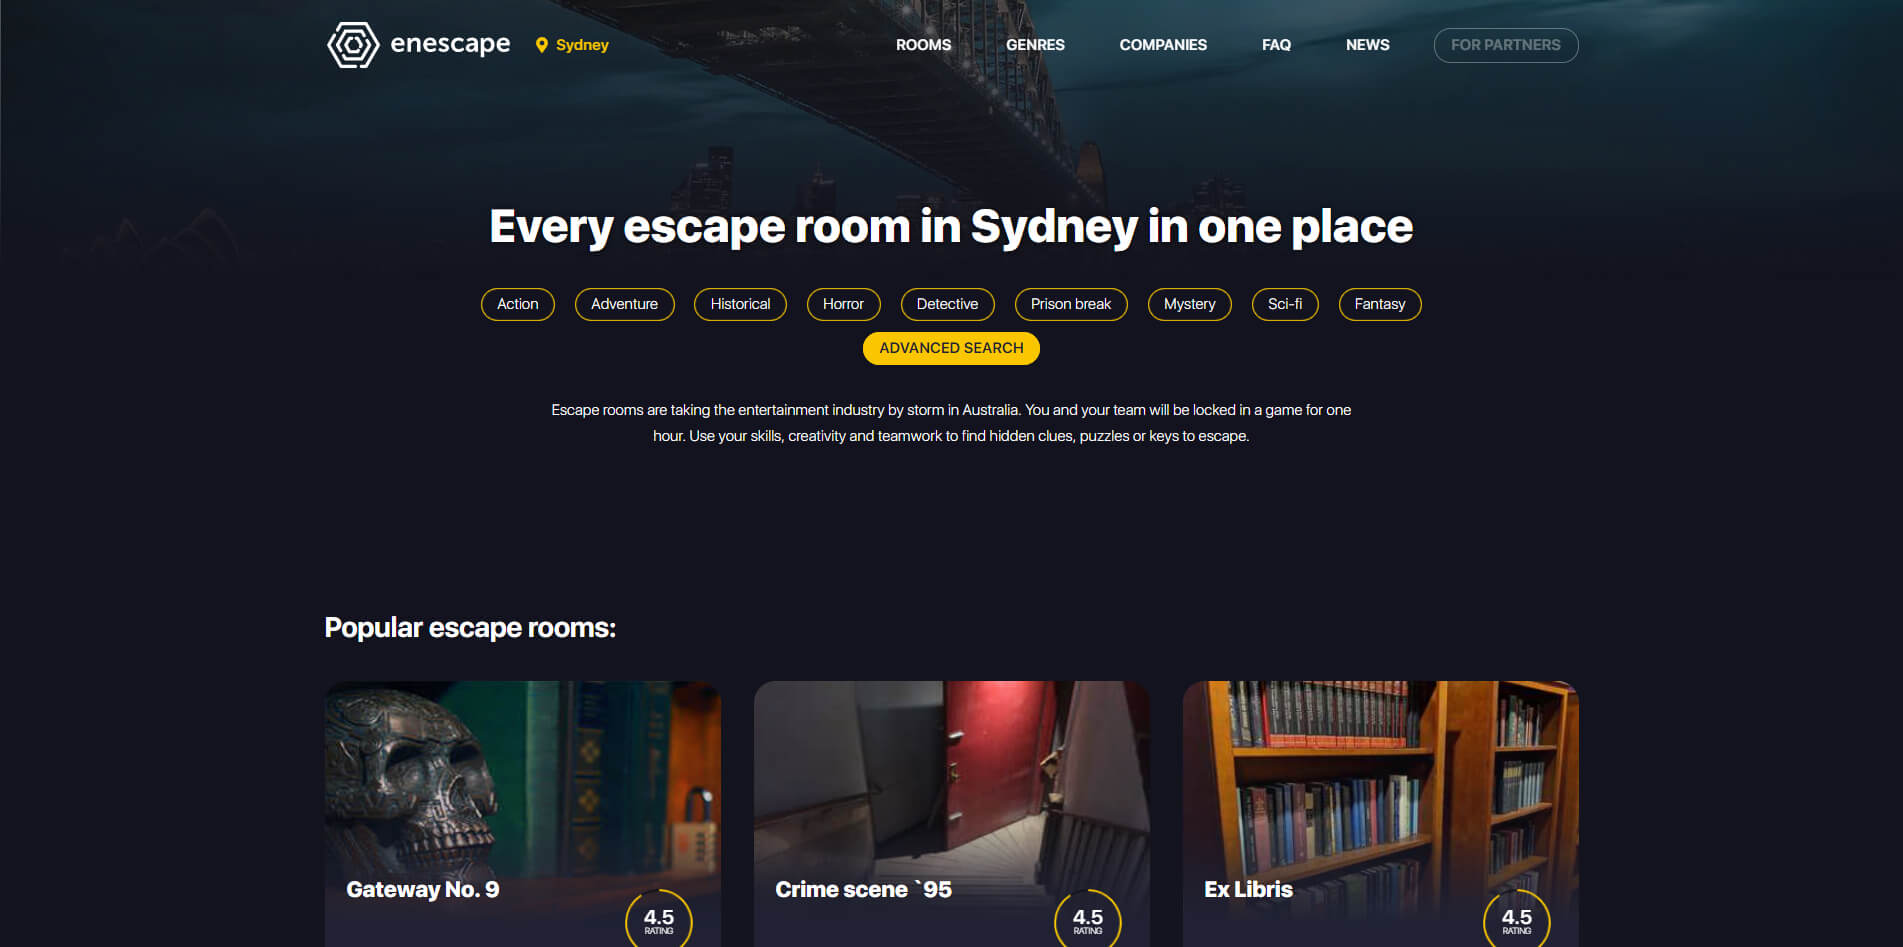 enescape
Sydney
ROOMS
GENRES
COMPANIES
FAQ
NEWS
FOR PARTNERS
Every escape room in Sydney in one place
Action
Adventure
Historical
Horror
Detective
Prison break
Mystery
Sci-fi
Fantasy
ADVANCED SEARCH
Escape rooms are taking the entertainment industry by storm in Australia. You and your team will be locked in a game for one
hour. Use your skills, creativity and teamwork to find hidden clues, puzzles or keys to escape.
Popular escape rooms:
Gateway No. 9
4.5
RATING
Crime scene `95
4.5
RATING
Ex Libris
4.5
RATING